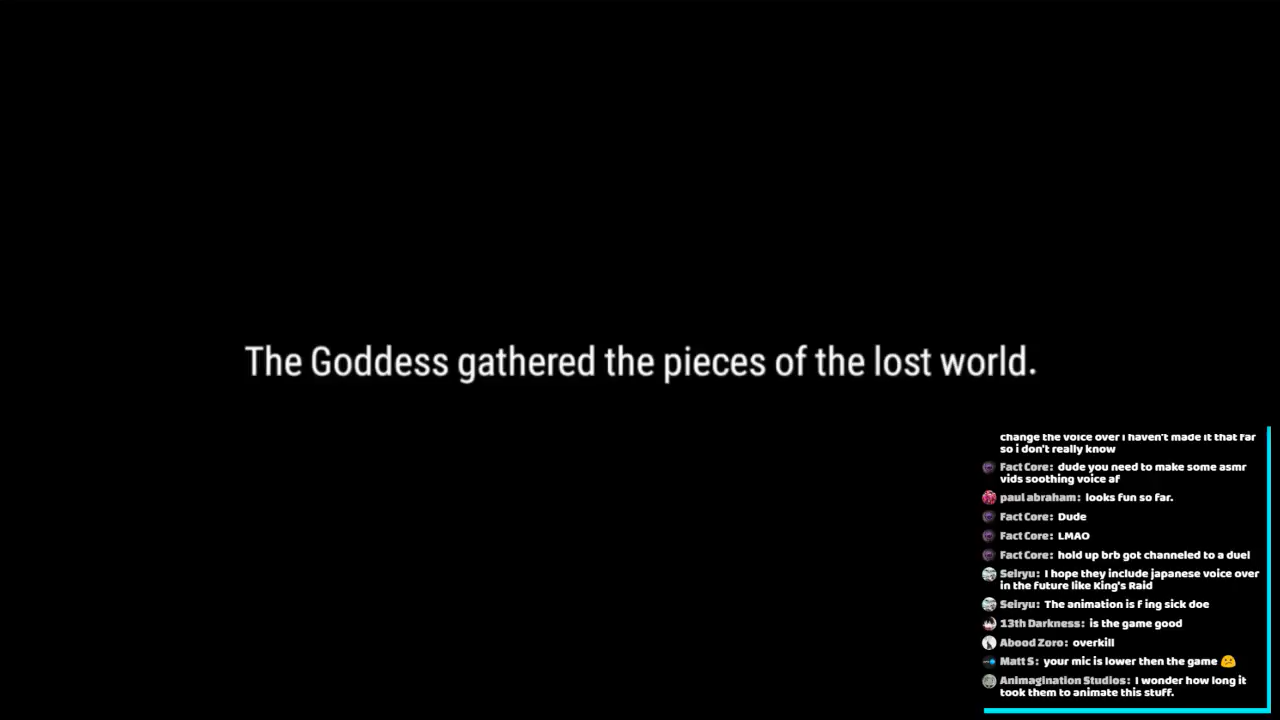 The Goddess gathered the pieces of the lost world.
change the voice over i haven't made it that far
so i don't really know
Fact Core: dude you need to make some asmr
vids soothing voice af
paul abraham: looks fun so far.
Fact Core: Dude
Fact Core: LMAO
Fact Core: hold up brb got channeled to a duel
Seiryu: I hope they include japanese voice over
in the future like King's Raid
Seiryu: The animation is f ing sick doe
13th Darkness: is the game good
Abood Zoro: overkill
Matt S: your mic is lower then the game 😕
Animagination Studios: I wonder how long it
took them to animate this stuff.